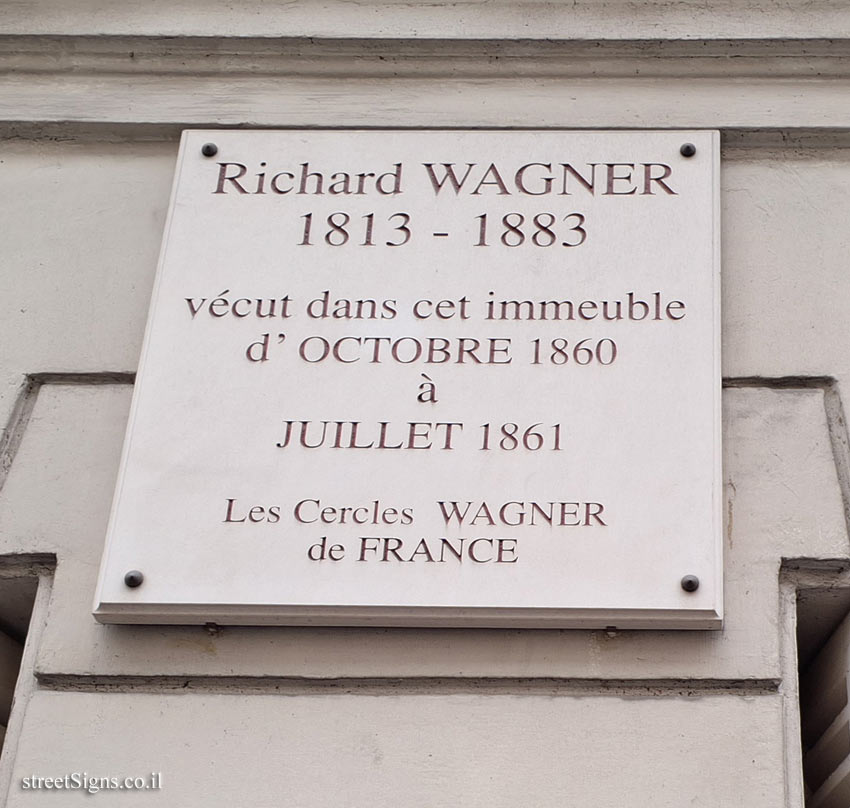 Richard WAGNER
1813 - 1883
vécut dans cet immeuble
d' OCTOBRE 1860
à
JUILLET 1861
Les Cercles WAGNER
de FRANCE
streetSigns.co.il